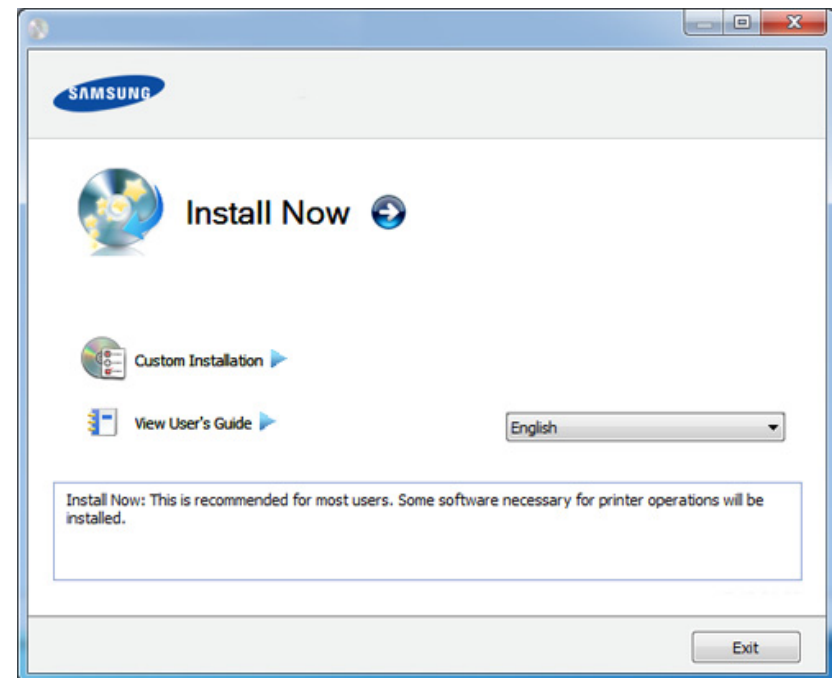 SAMSUNG
Install Now
Custom Installation
View User's Guide
English
Install Now: This is recommended for most users. Some software necessary for printer operations will be
installed.
Exit